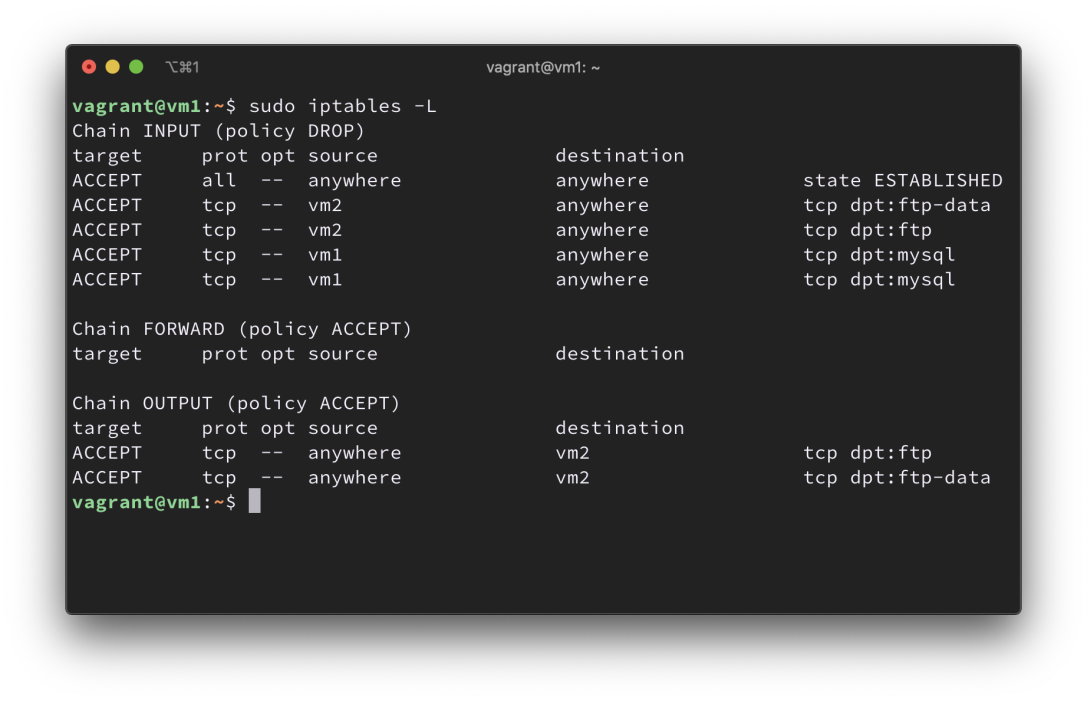 ⌥⌘1 vagrant@vm1: ~
vagrant@vm1:~$ sudo iptables -L
Chain INPUT (policy DROP)
target     prot opt source               destination
ACCEPT     all  --  anywhere             anywhere             state ESTABLISHED
ACCEPT     tcp  --  vm2                  anywhere             tcp dpt:ftp-data
ACCEPT     tcp  --  vm2                  anywhere             tcp dpt:ftp
ACCEPT     tcp  --  vm1                  anywhere             tcp dpt:mysql
ACCEPT     tcp  --  vm1                  anywhere             tcp dpt:mysql

Chain FORWARD (policy ACCEPT)
target     prot opt source               destination

Chain OUTPUT (policy ACCEPT)
target     prot opt source               destination
ACCEPT     tcp  --  anywhere             vm2                  tcp dpt:ftp
ACCEPT     tcp  --  anywhere             vm2                  tcp dpt:ftp-data
vagrant@vm1:~$